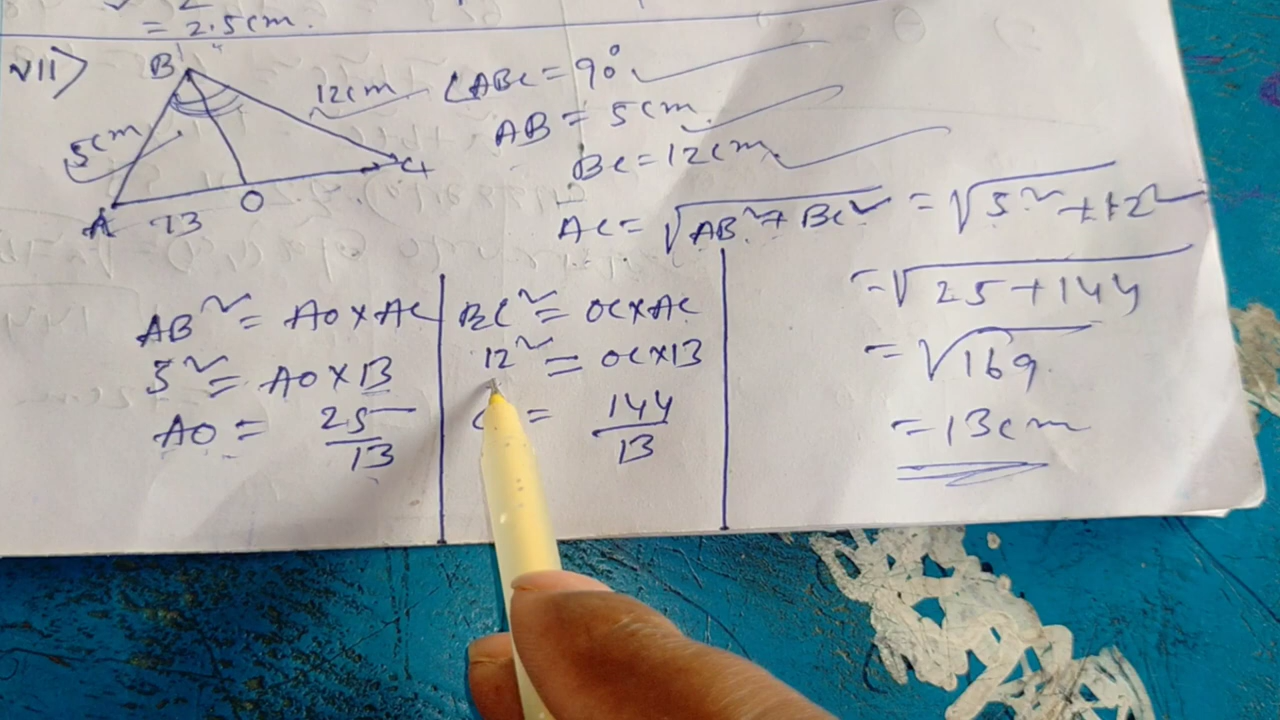 = 2.5cm.
vii>
B
12cm
5cm
A
13
O
C
∠ABC = 90°
AB = 5cm
BC = 12cm
AC = √AB² + BC² = √5² + 12²
= √25 + 144
= √169
= 13cm
AB² = AO × AC
5² = AO × 13
AO = 25/13
BC² = OC × AC
12² = OC × 13
= 144/13